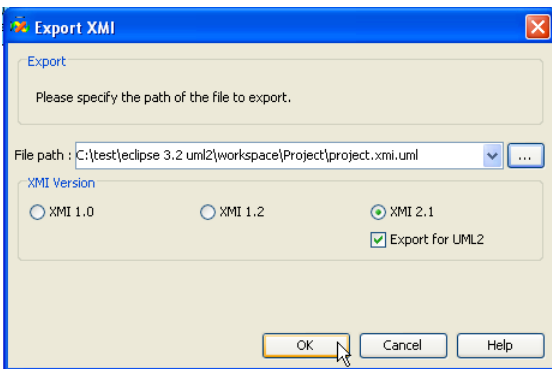 Export XMI
Export
Please specify the path of the file to export.
File path : C:\test\eclipse 3.2 uml2\workspace\Project\project.xmi.uml ...
XMI Version
XMI 1.0 XMI 1.2 XMI 2.1
Export for UML2
OK Cancel Help